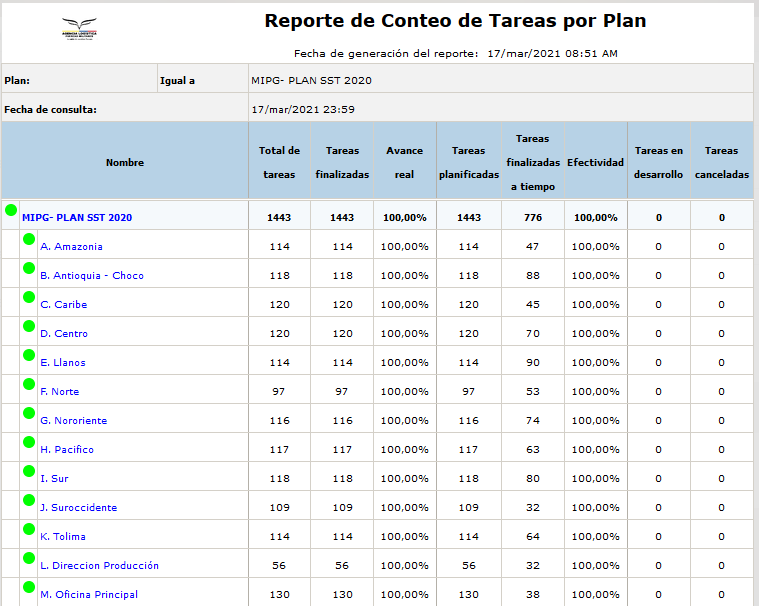 AGENCIA LOGISTICA
Reporte de Conteo de Tareas por Plan
Fecha de generación del reporte: 17/mar/2021 08:51 AM
Plan: Igual a MIPG- PLAN SST 2020
Fecha de consulta: 17/mar/2021 23:59
Nombre Total de tareas Tareas finalizadas Avance real Tareas planificadas Tareas finalizadas a tiempo Efectividad Tareas en desarrollo Tareas canceladas
MIPG- PLAN SST 2020 1443 1443 100,00% 1443 776 100,00% 0 0
A. Amazonia 114 114 100,00% 114 47 100,00% 0 0
B. Antioquia - Choco 118 118 100,00% 118 88 100,00% 0 0
C. Caribe 120 120 100,00% 120 45 100,00% 0 0
D. Centro 120 120 100,00% 120 70 100,00% 0 0
E. Llanos 114 114 100,00% 114 90 100,00% 0 0
F. Norte 97 97 100,00% 97 53 100,00% 0 0
G. Nororiente 116 116 100,00% 116 74 100,00% 0 0
H. Pacifico 117 117 100,00% 117 63 100,00% 0 0
I. Sur 118 118 100,00% 118 80 100,00% 0 0
J. Suroccidente 109 109 100,00% 109 32 100,00% 0 0
K. Tolima 114 114 100,00% 114 64 100,00% 0 0
L. Direccion Producción 56 56 100,00% 56 32 100,00% 0 0
M. Oficina Principal 130 130 100,00% 130 38 100,00% 0 0